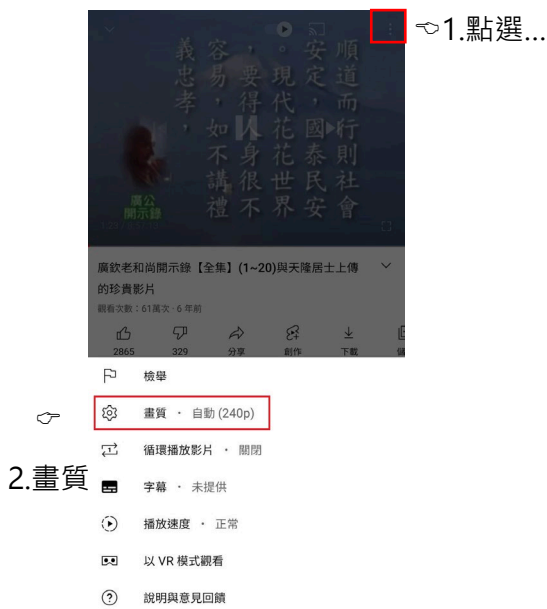 ☜1.點選...
順道而行則社會
安定，國泰民安
。現代花花世界
，要得人身很不
容易，如不講禮
義忠孝，
廣公
開示錄
廣欽老和尚開示錄【全集】(1~20)與天隆居士上傳
的珍貴影片
觀看次數：61萬次 · 6 年前
2865 329 分享 創作 下載 儲
檢舉
☞
畫質 · 自動 (240p)
循環播放影片 · 關閉
2.畫質
字幕 · 未提供
播放速度 · 正常
以 VR 模式觀看
說明與意見回饋